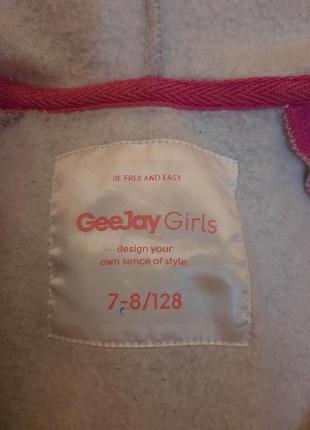 BE FREE AND EASY
GeeJay Girls
design your
own sence of style.
7-8/128